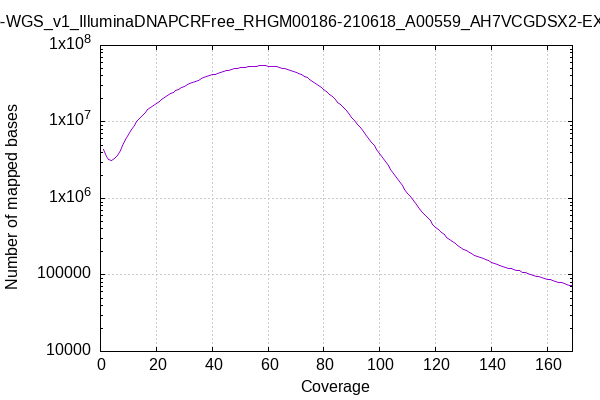 -WGS_v1_IlluminaDNAPCRFree_RHGM00186-210618_A00559_AH7VCGDSX2-EX
1x10^8
1x10^7
1x10^6
100000
10000
Number of mapped bases
0 20 40 60 80 100 120 140 160
Coverage